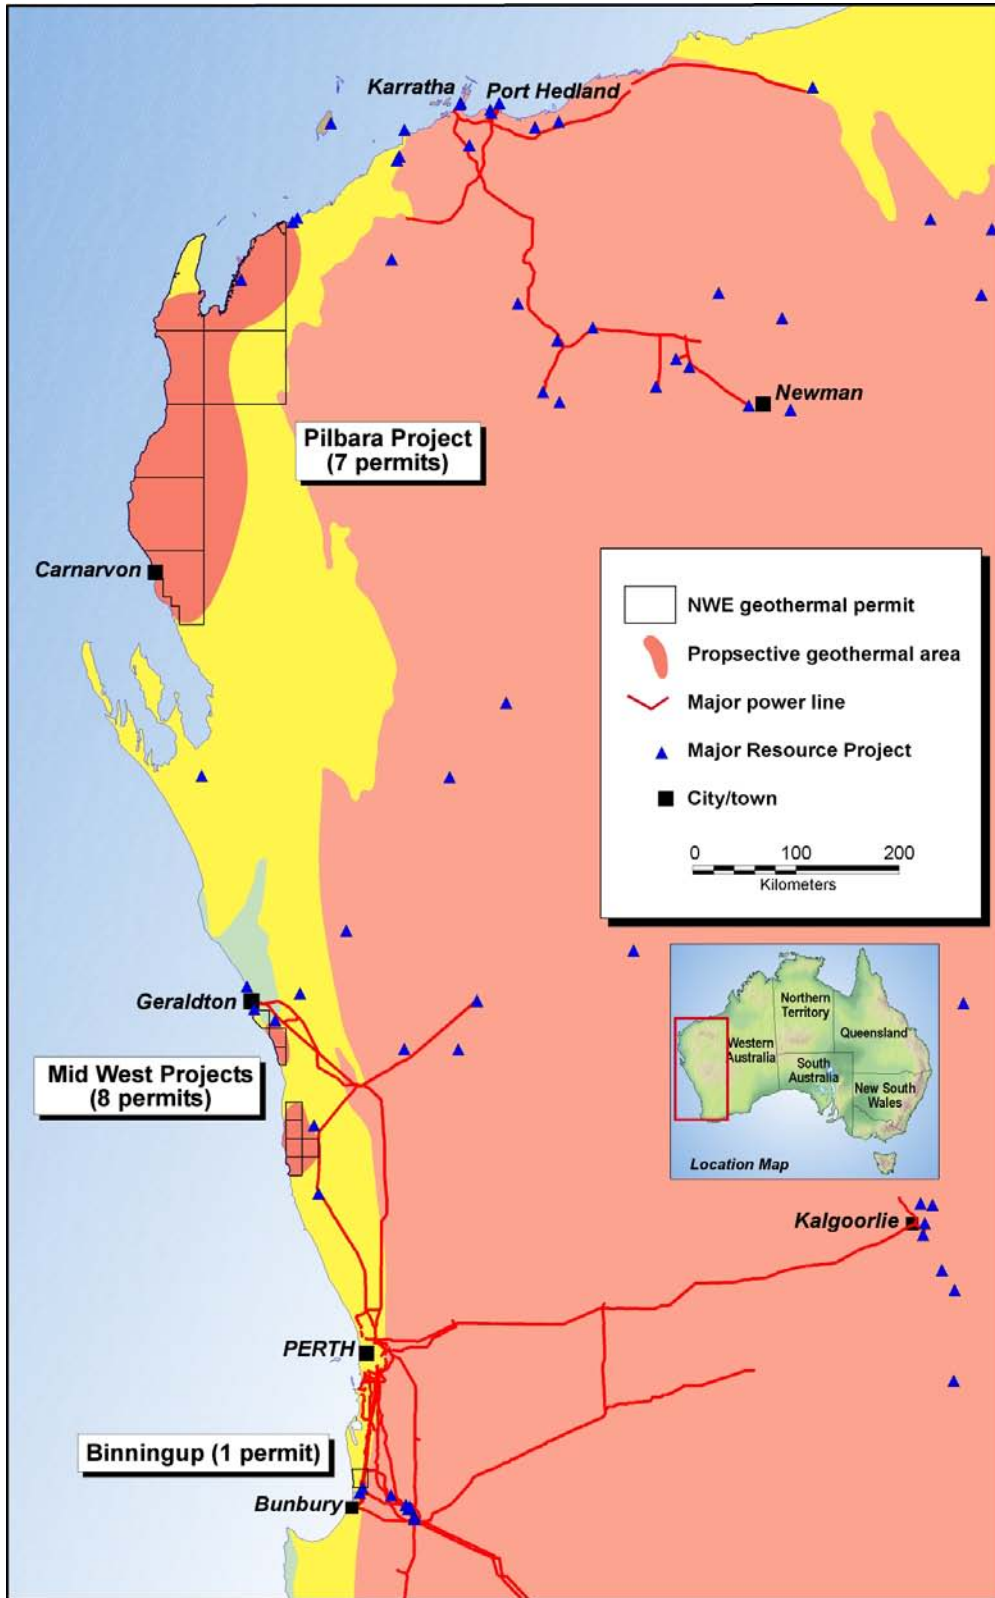 Karratha
Port Hedland
Newman
Pilbara Project
(7 permits)
Carnarvon
NWE geothermal permit
Propsective geothermal area
Major power line
Major Resource Project
City/town
0 100 200
Kilometers
Geraldton
Mid West Projects
(8 permits)
Northern
Territory
Queensland
Western
Australia
South
Australia
New South
Wales
Location Map
Kalgoorlie
PERTH
Binningup (1 permit)
Bunbury